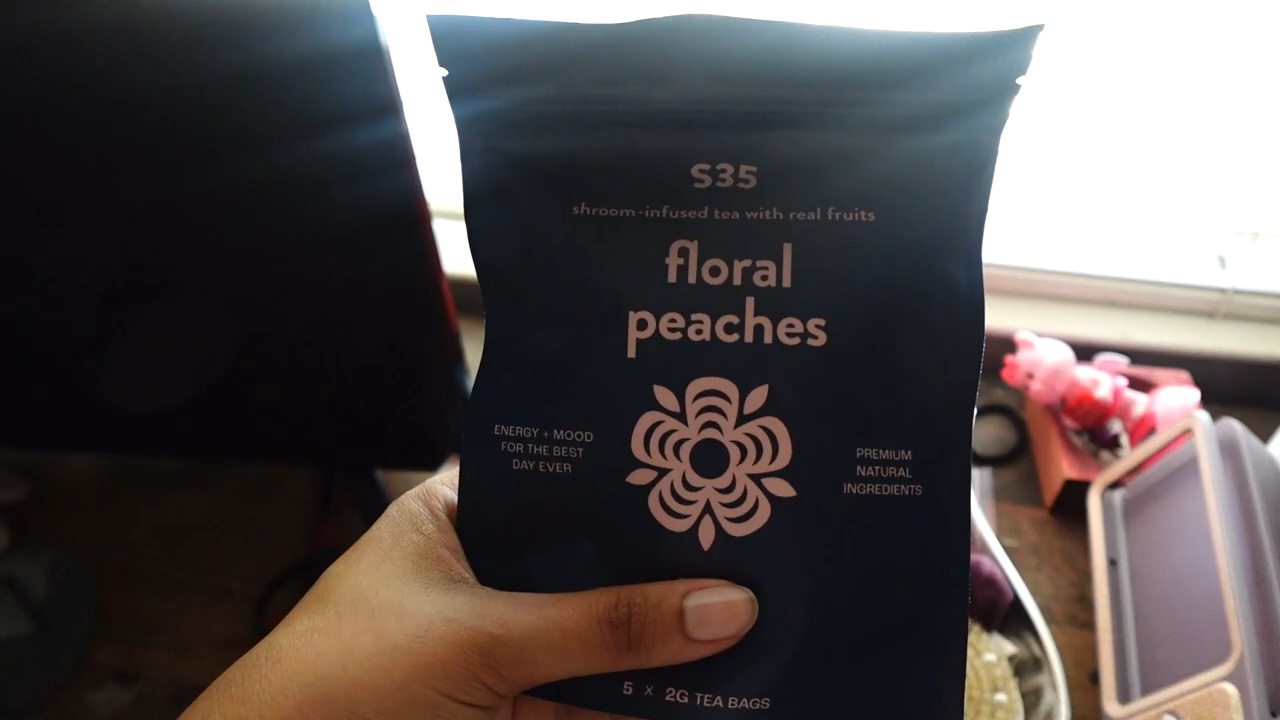 S35
shroom-infused tea with real fruits
floral
peaches
ENERGY + MOOD
FOR THE BEST
DAY EVER
PREMIUM
NATURAL
INGREDIENTS
5 x 2G TEA BAGS